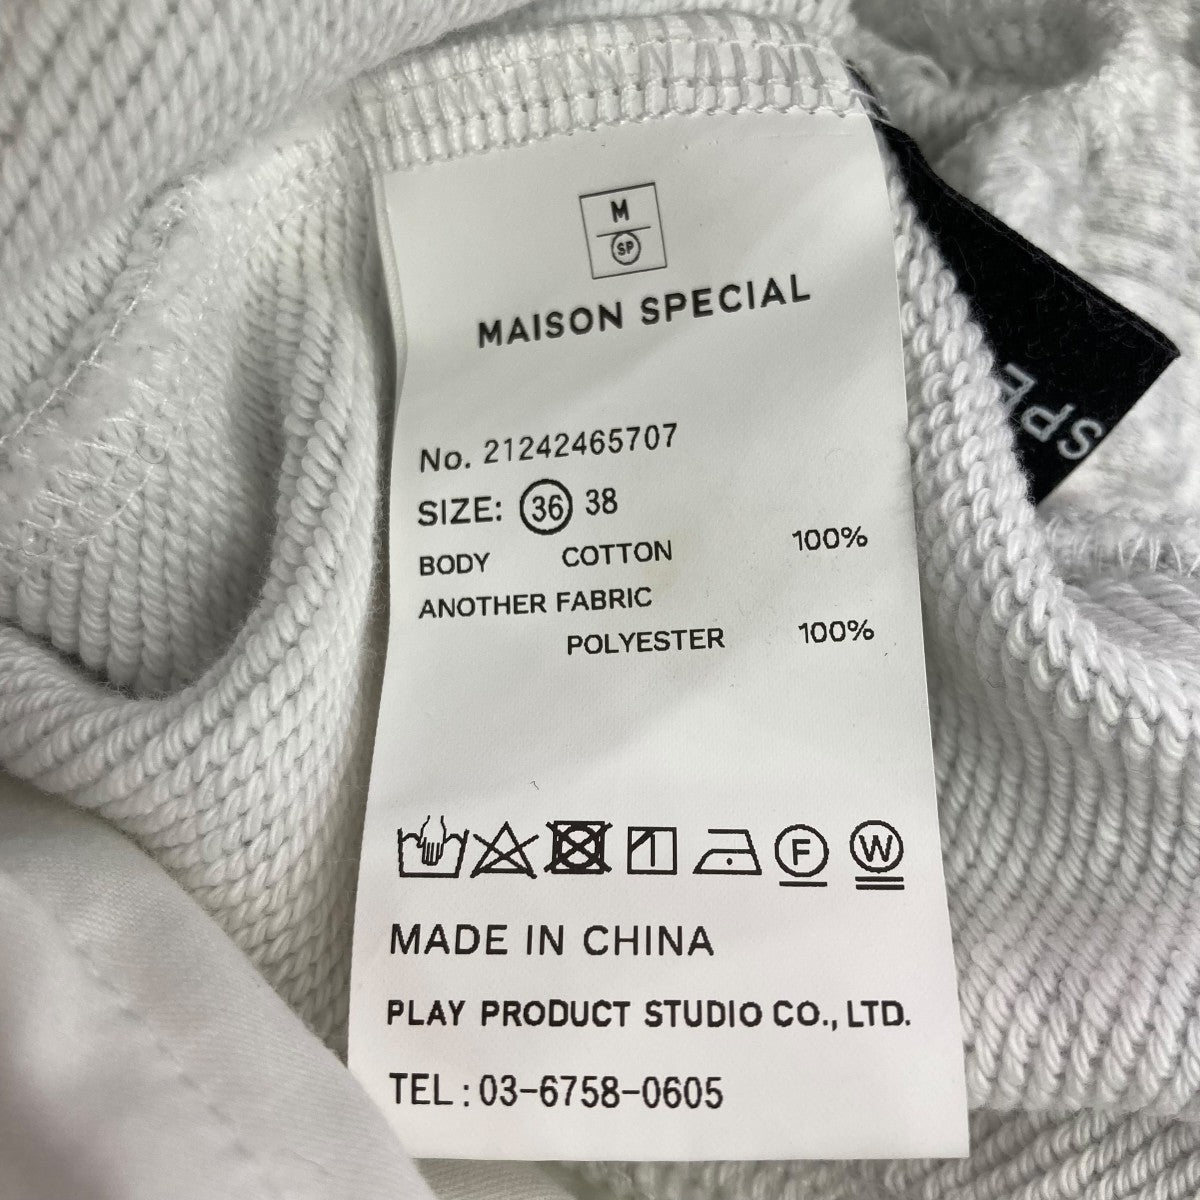 M
SP
MAISON SPECIAL
No. 21242465707
SIZE: 36 38
BODY COTTON 100%
ANOTHER FABRIC
POLYESTER 100%
F W
MADE IN CHINA
PLAY PRODUCT STUDIO CO., LTD.
TEL : 03-6758-0605
SPE